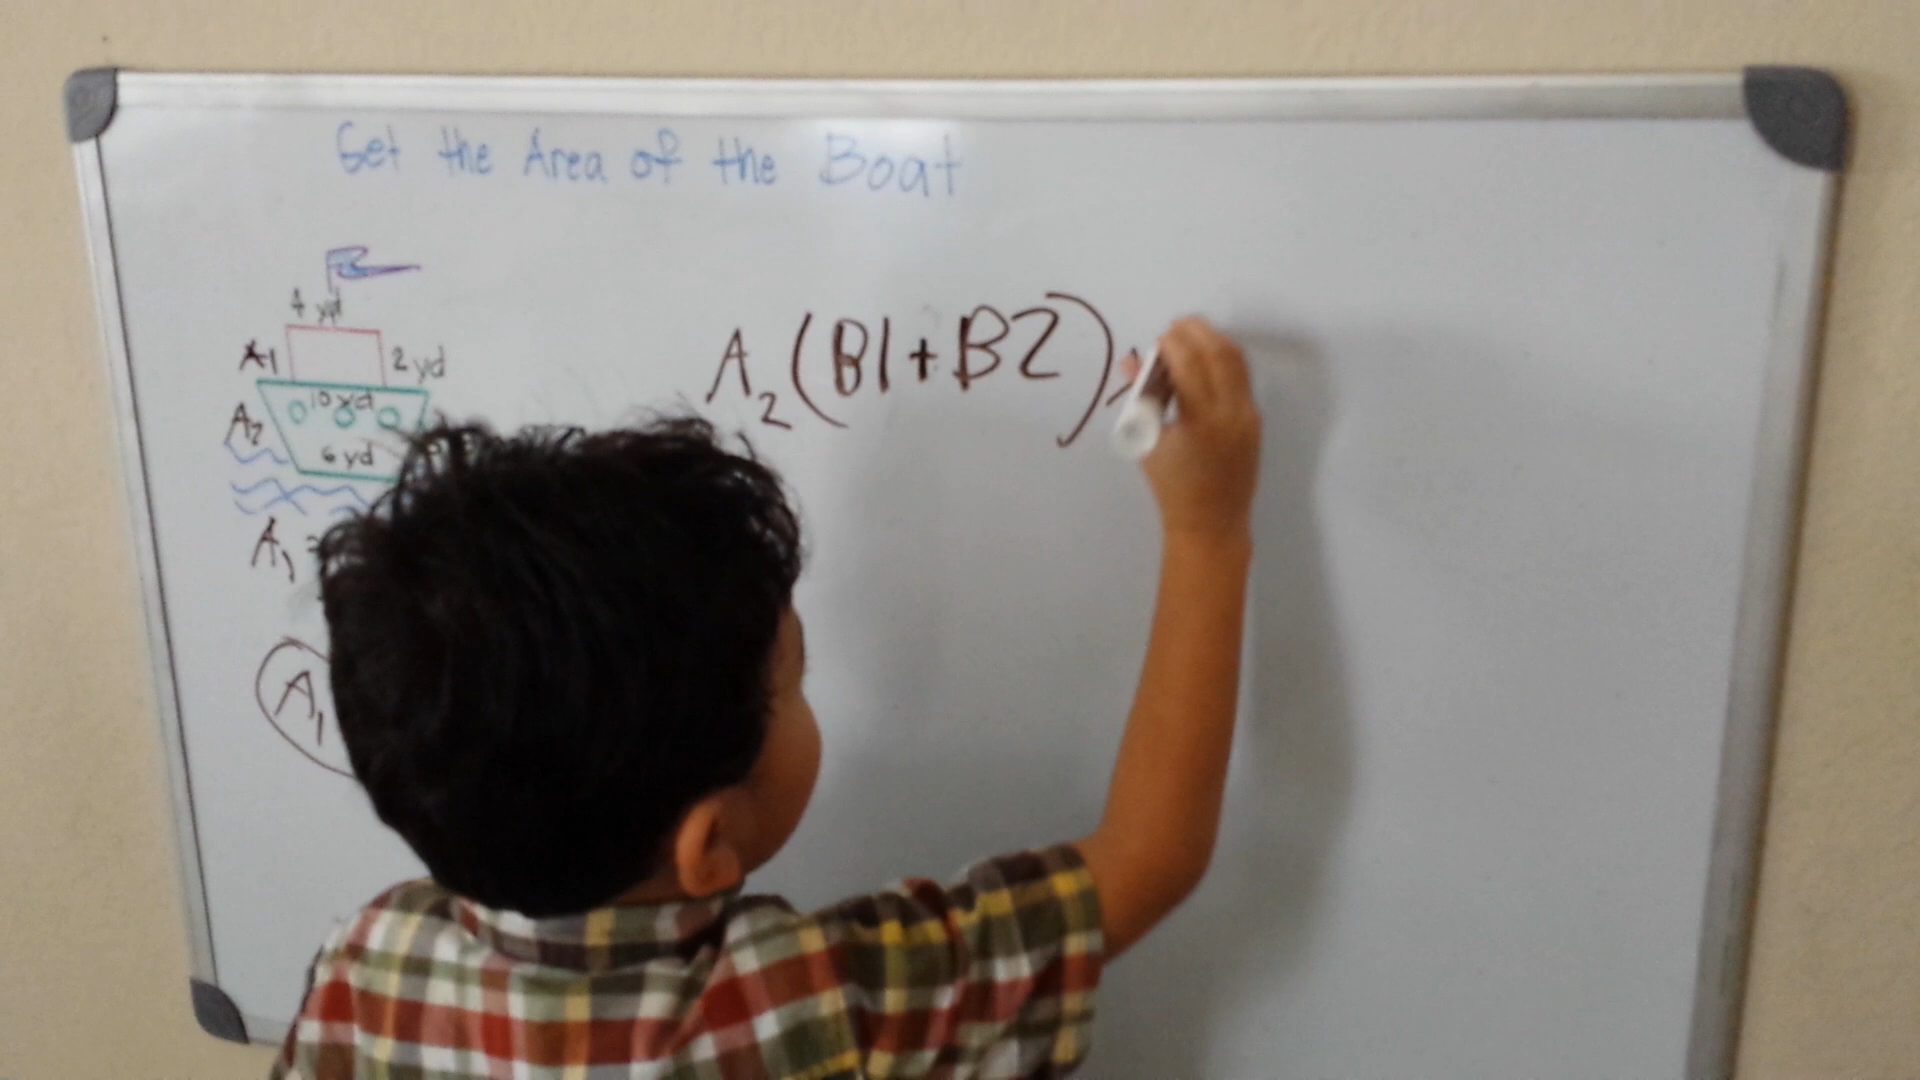 Get the Area of the Boat
4 yd
A1
2 yd
10 yd
A2
6 yd
A1 =
A1
A2(B1+B2)